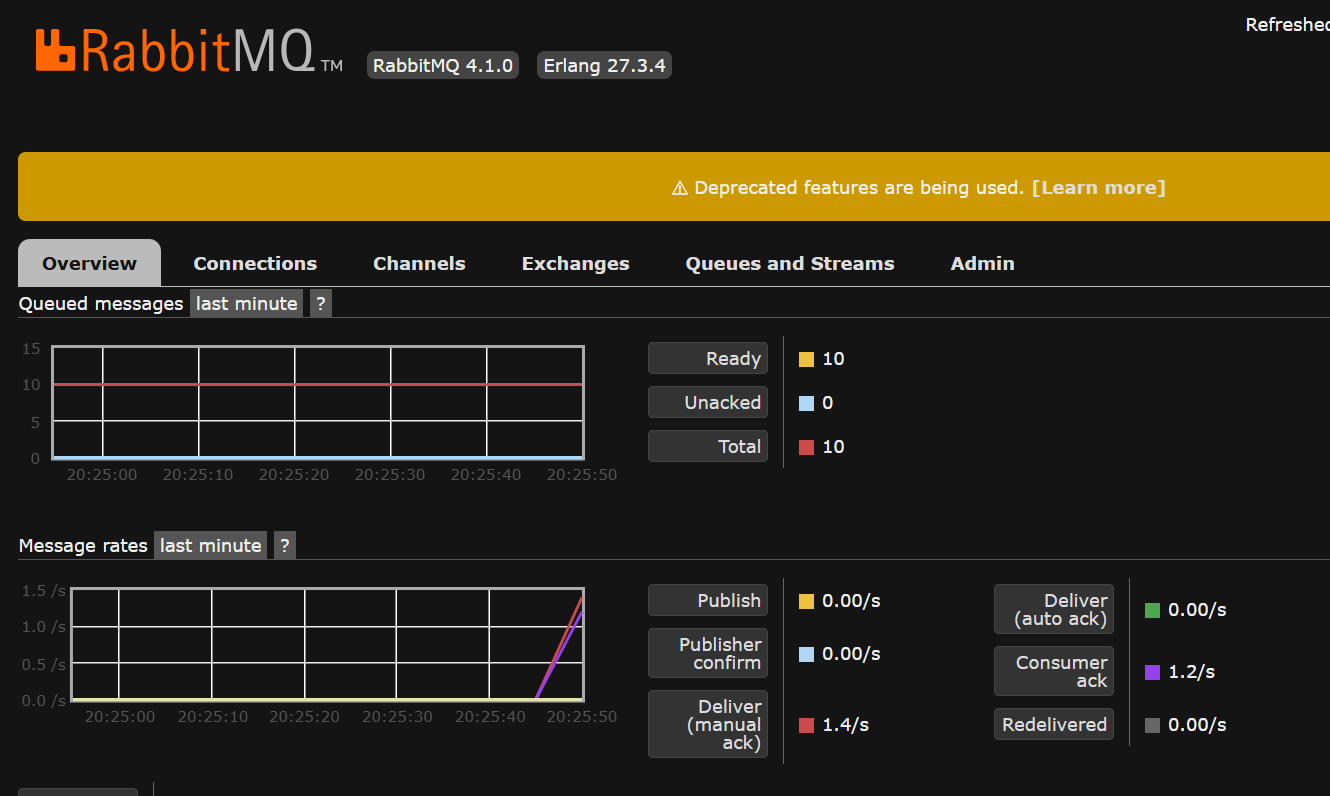 Refreshed
RabbitMQ TM RabbitMQ 4.1.0 Erlang 27.3.4
⚠ Deprecated features are being used. [Learn more]
Overview Connections Channels Exchanges Queues and Streams Admin
Queued messages last minute ?
15
10
5
0
20:25:00 20:25:10 20:25:20 20:25:30 20:25:40 20:25:50
Ready 10
Unacked 0
Total 10
Message rates last minute ?
1.5 /s
1.0 /s
0.5 /s
0.0 /s
20:25:00 20:25:10 20:25:20 20:25:30 20:25:40 20:25:50
Publish 0.00/s
Publisher
confirm 0.00/s
Deliver
(manual
ack) 1.4/s
Deliver
(auto ack) 0.00/s
Consumer
ack 1.2/s
Redelivered 0.00/s